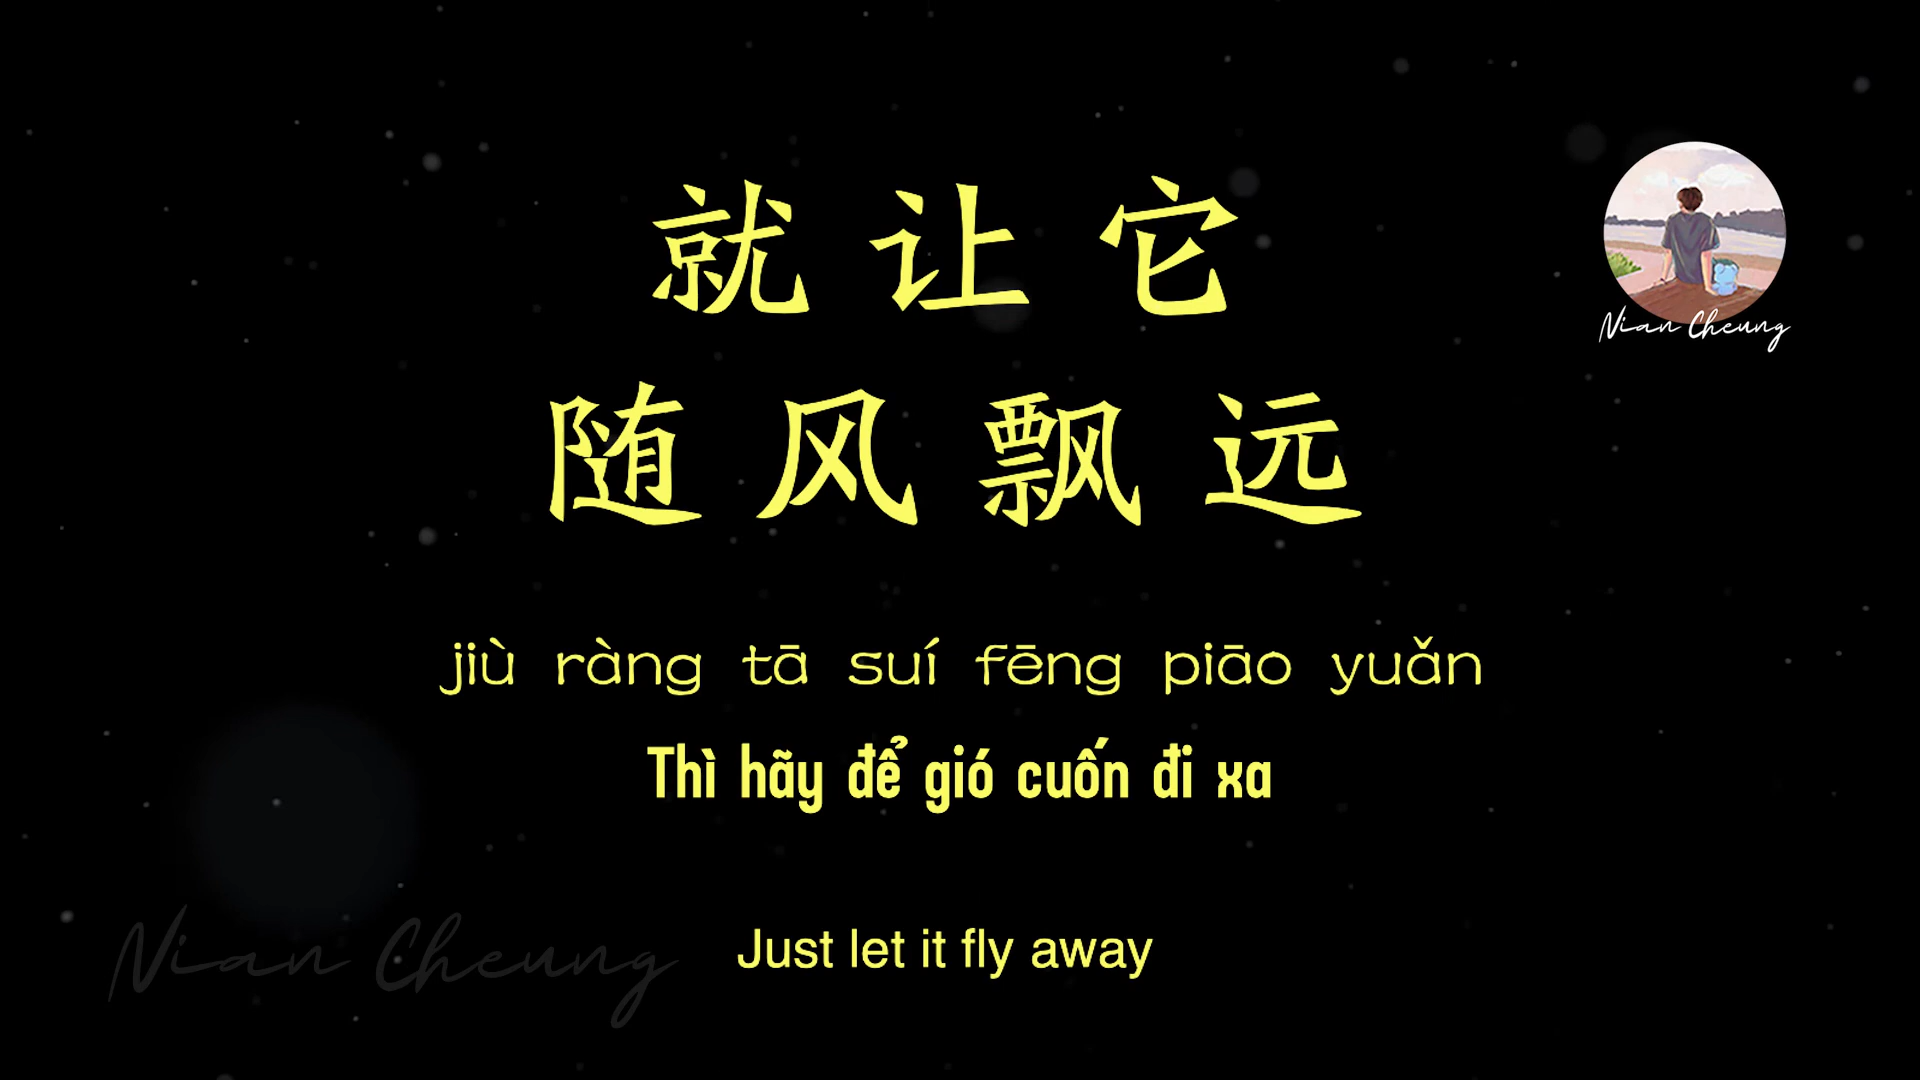 就让它
随风飘远
Nian Cheung
jiù ràng tā suí fēng piāo yuǎn
Thì hãy để gió cuốn đi xa
Just let it fly away
Nian Cheung